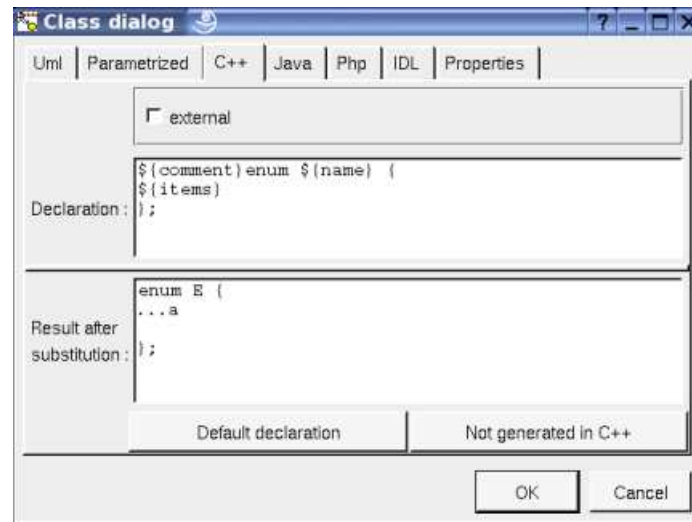 Class dialog
? _ □ X
Uml Parametrized C++ Java Php IDL Properties
external
Declaration :
${comment}enum ${name} {
${items}
};
Result after
substitution :
enum E {
...a
};
Default declaration Not generated in C++
OK Cancel